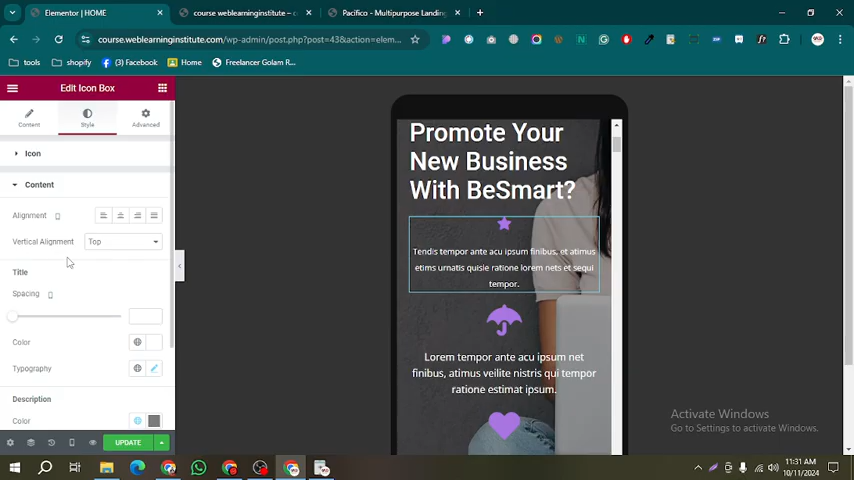 Elementor | HOME
course weblearninginstitute – c
Pacifico - Multipurpose Landing
course.weblearninginstitute.com/wp-admin/post.php?post=43&action=elem...
tools
shopify
(3) Facebook
Home
Freelancer Golam R...
Edit Icon Box
Content
Style
Advanced
Icon
Content
Alignment
Vertical Alignment
Top
Title
Spacing
Color
Typography
Description
Color
UPDATE
Promote Your
New Business
With BeSmart?
Tendis tempor ante acu ipsum finibus, et atimus
etims urnatis quisle ratione lorem nets et sequi
tempor.
Lorem tempor ante acu ipsum net
finibus, atimus veilite nistris qui tempor
ratione estimat ipsum.
Activate Windows
Go to Settings to activate Windows.
11:31 AM
10/11/2024